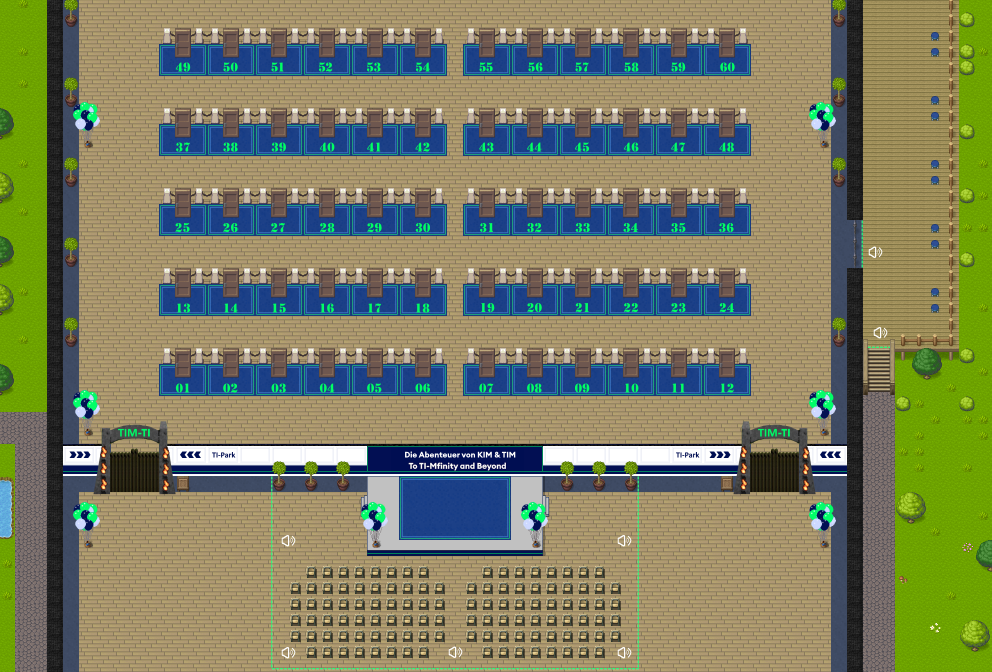 49 50 51 52 53 54 55 56 57 58 59 60
37 38 39 40 41 42 43 44 45 46 47 48
25 26 27 28 29 30 31 32 33 34 35 36
13 14 15 16 17 18 19 20 21 22 23 24
01 02 03 04 05 06 07 08 09 10 11 12
TIM-TI
TIM-TI
TI-Park
Die Abenteuer von KIM & TIM
To TI-Mfinity and Beyond
TI-Park